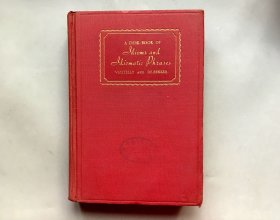 A DESK-BOOK OF
Idioms and
Idiomatic Phrases
VIZETELLY AND DE BEKKER